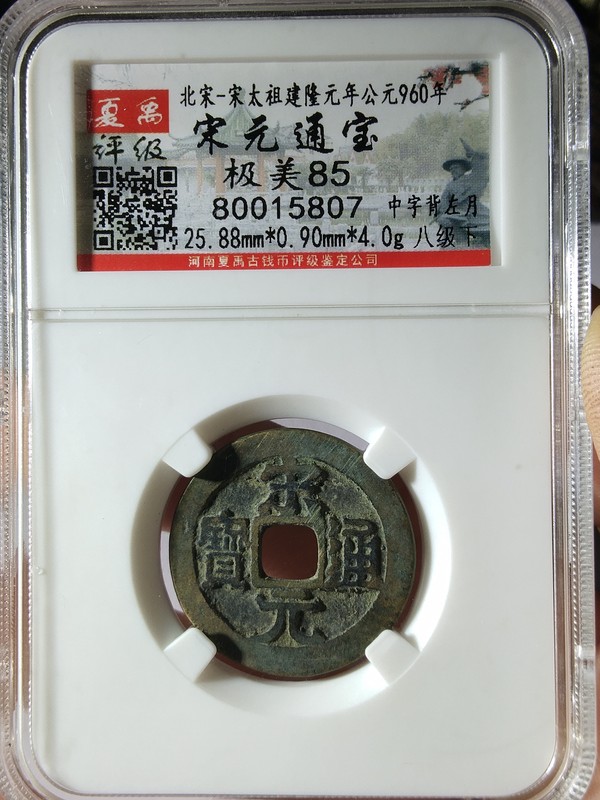 北宋-宋太祖建隆元年公元960年
夏禹
评级
宋元通宝
极美85
80015807 中字背左月
25.88mm*0.90mm*4.0g 八级下
河南夏禹古钱币评级鉴定公司
宋
元
通
寶